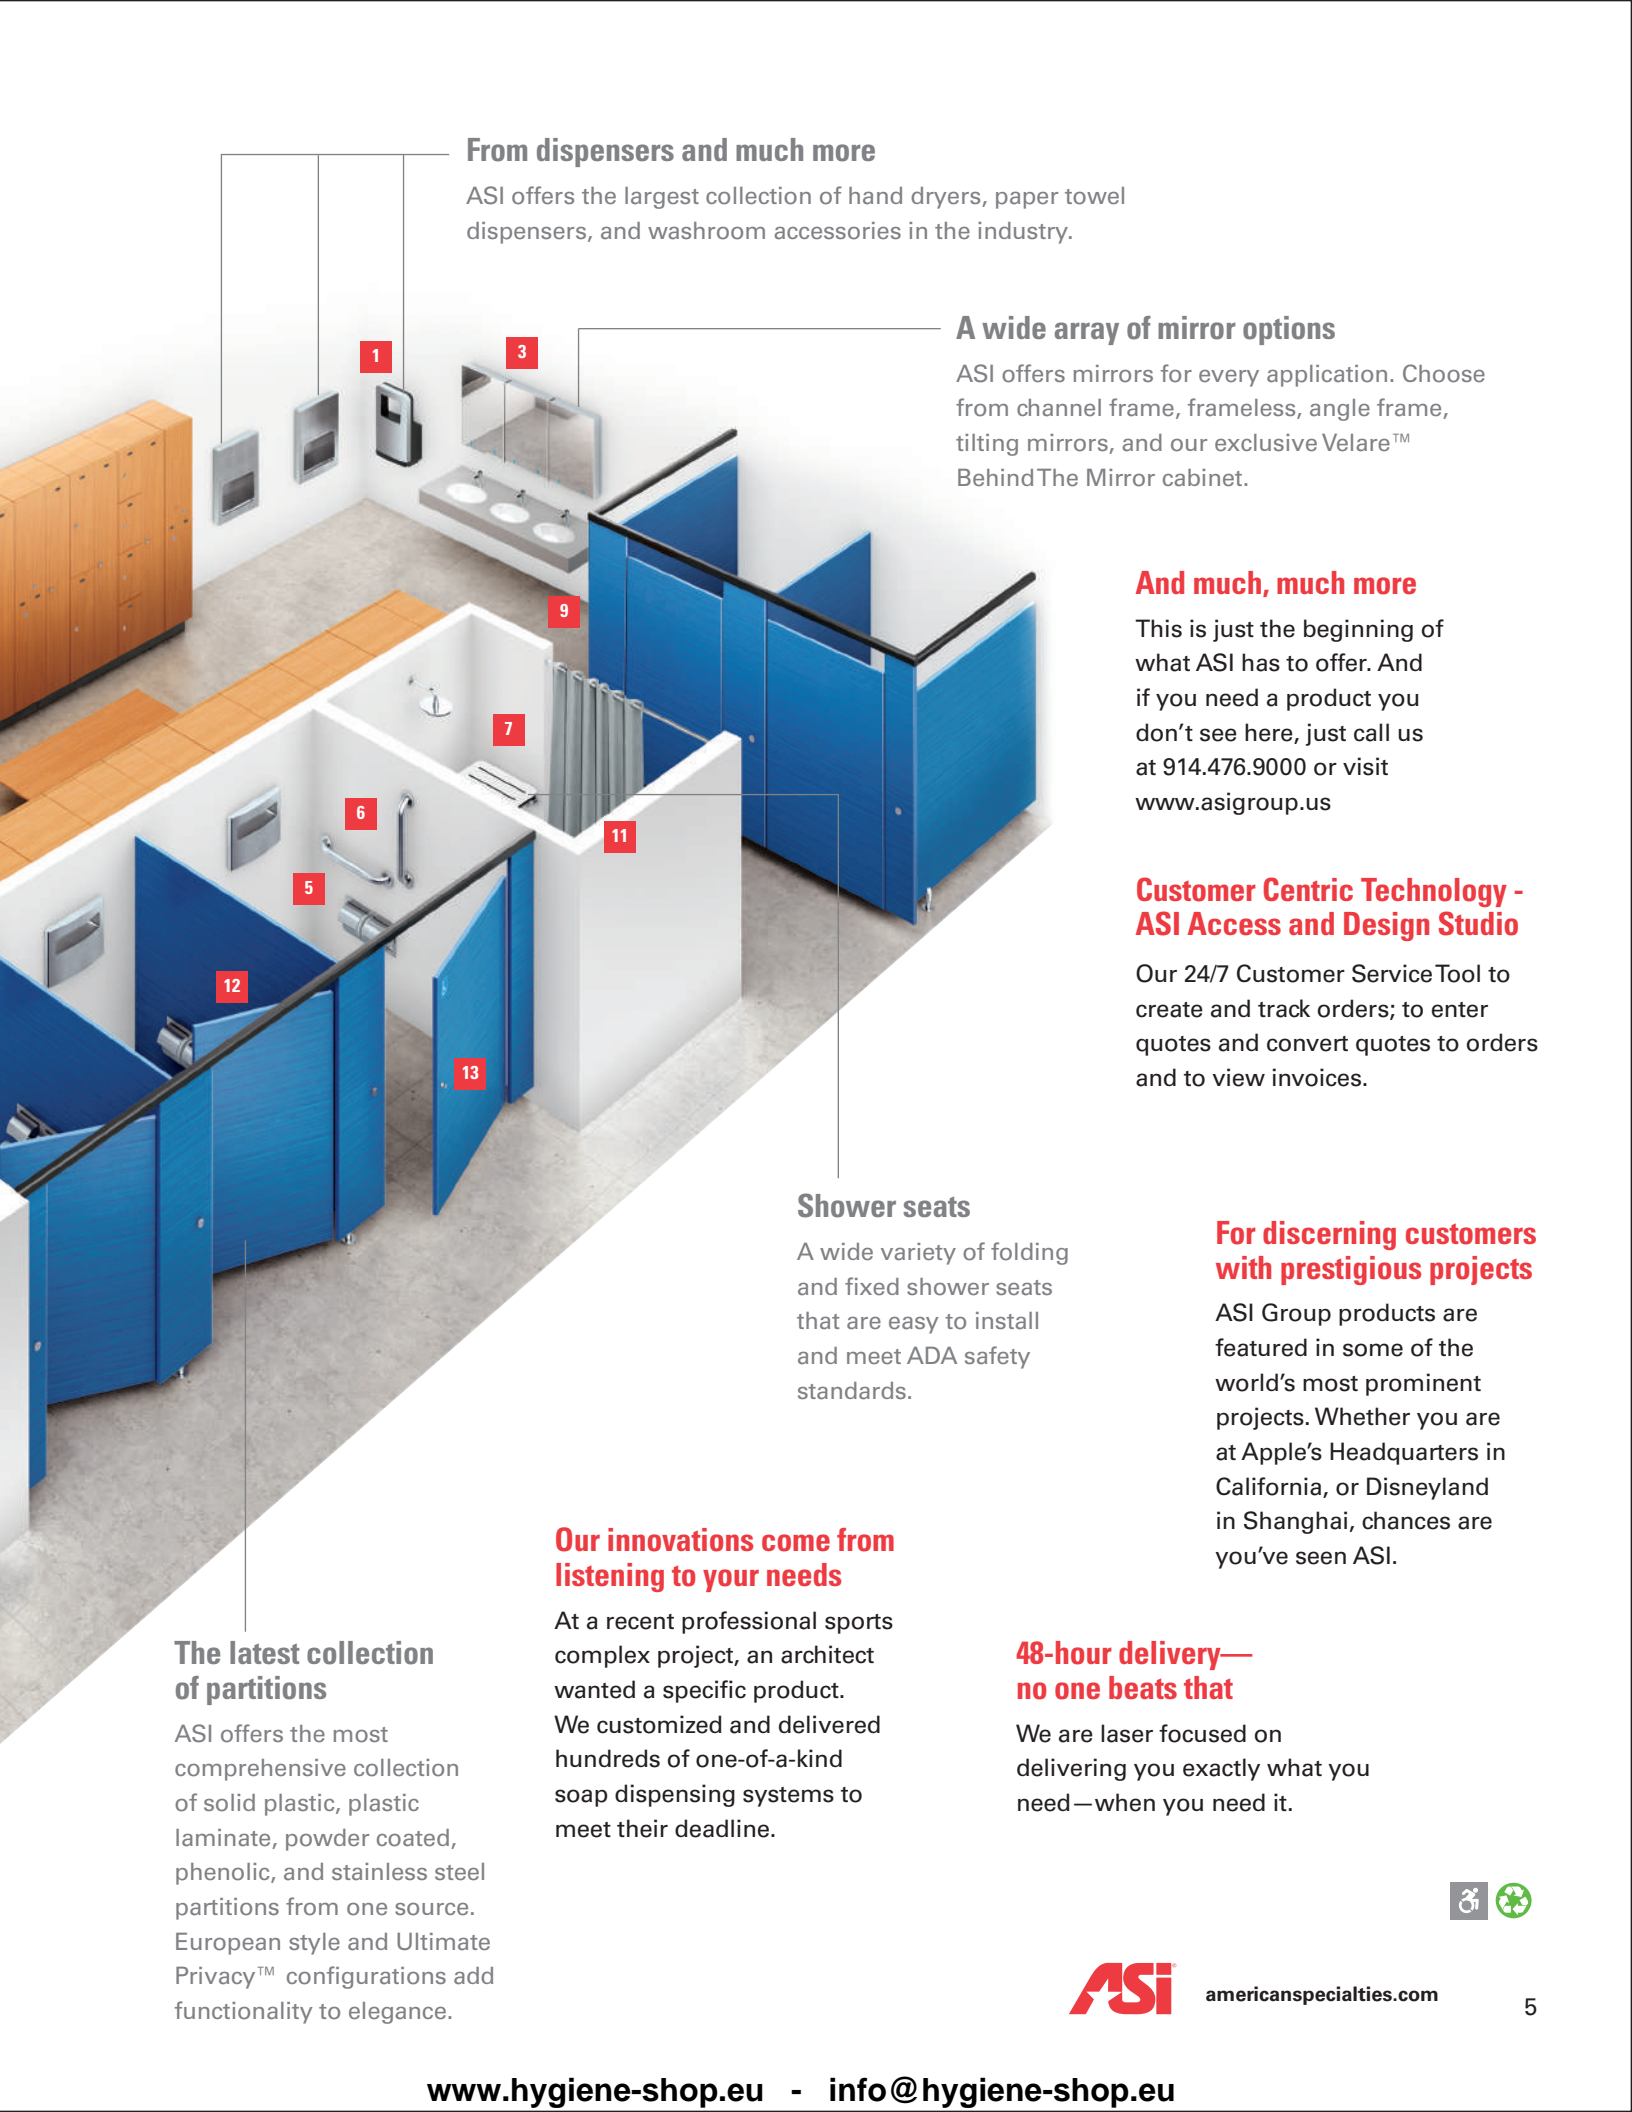 From dispensers and much more
ASI offers the largest collection of hand dryers, paper towel
dispensers, and washroom accessories in the industry.
1
3
A wide array of mirror options
ASI offers mirrors for every application. Choose
from channel frame, frameless, angle frame,
tilting mirrors, and our exclusive Velare™
Behind The Mirror cabinet.
9
7
6
11
5
12
13
And much, much more
This is just the beginning of
what ASI has to offer. And
if you need a product you
don't see here, just call us
at 914.476.9000 or visit
www.asigroup.us
Customer Centric Technology -
ASI Access and Design Studio
Our 24/7 Customer Service Tool to
create and track orders; to enter
quotes and convert quotes to orders
and to view invoices.
Shower seats
A wide variety of folding
and fixed shower seats
that are easy to install
and meet ADA safety
standards.
For discerning customers
with prestigious projects
ASI Group products are
featured in some of the
world's most prominent
projects. Whether you are
at Apple's Headquarters in
California, or Disneyland
in Shanghai, chances are
you've seen ASI.
Our innovations come from
listening to your needs
At a recent professional sports
complex project, an architect
wanted a specific product.
We customized and delivered
hundreds of one-of-a-kind
soap dispensing systems to
meet their deadline.
48-hour delivery—
no one beats that
We are laser focused on
delivering you exactly what you
need—when you need it.
The latest collection
of partitions
ASI offers the most
comprehensive collection
of solid plastic, plastic
laminate, powder coated,
phenolic, and stainless steel
partitions from one source.
European style and Ultimate
Privacy™ configurations add
functionality to elegance.
ASi americanspecialties.com
5
www.hygiene-shop.eu - info@hygiene-shop.eu